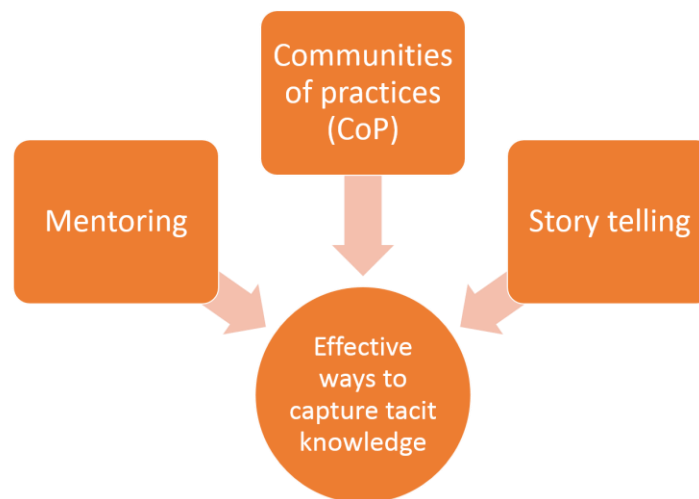 Communities
of practices
(CoP)
Mentoring
Story telling
Effective
ways to
capture tacit
knowledge